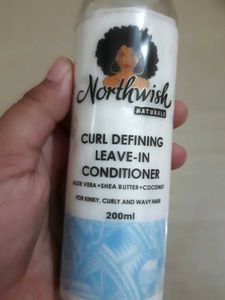 Northwish
NATURALS
CURL DEFINING
LEAVE-IN
CONDITIONER
ALOE VERA+SHEA BUTTER+COCONUT
FOR KINKY, CURLY AND WAVY HAIR
200ml